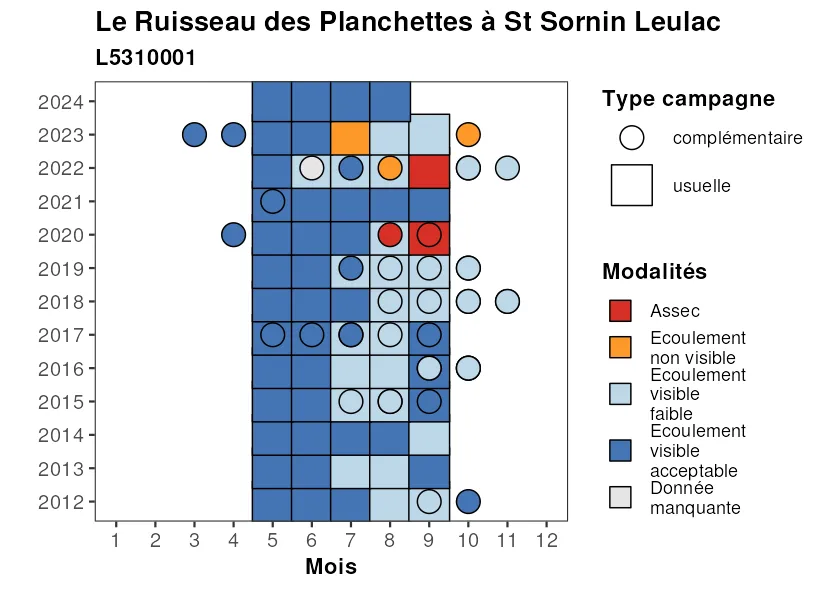 Le Ruisseau des Planchettes à St Sornin Leulac
L5310001
2024
2023
2022
2021
2020
2019
2018
2017
2016
2015
2014
2013
2012
1 2 3 4 5 6 7 8 9 10 11 12
Mois
Type campagne
complémentaire
usuelle
Modalités
Assec
Ecoulement
non visible
Ecoulement
visible
faible
Ecoulement
visible
acceptable
Donnée
manquante